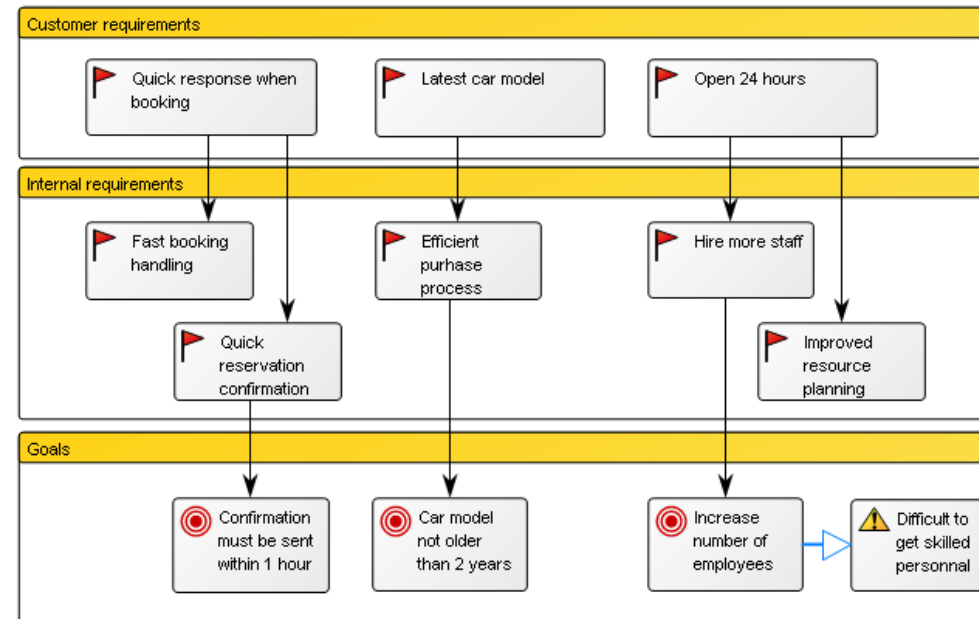 Customer requirements
Quick response when
booking
Latest car model
Open 24 hours
Internal requirements
Fast booking
handling
Efficient
purhase
process
Hire more staff
Quick
reservation
confirmation
Improved
resource
planning
Goals
Confirmation
must be sent
within 1 hour
Car model
not older
than 2 years
Increase
number of
employees
Difficult to
get skilled
personnal